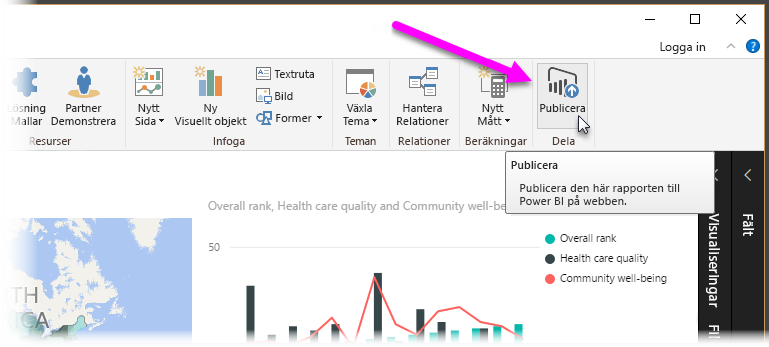 Logga in
Lösning
Mallar
Partner
Demonstrera
Nytt
Sida
Ny
Visuellt objekt
Textruta
Bild
Former
Växla
Tema
Hantera
Relationer
Nytt
Mått
Publicera
Resurser
Infoga
Teman
Relationer
Beräkningar
Dela
Publicera
Publicera den här rapporten till
Power BI på webben.
Overall rank, Health care quality and Community well-be
50
Overall rank
Health care quality
Community well-being
Visualiseringar
Fält